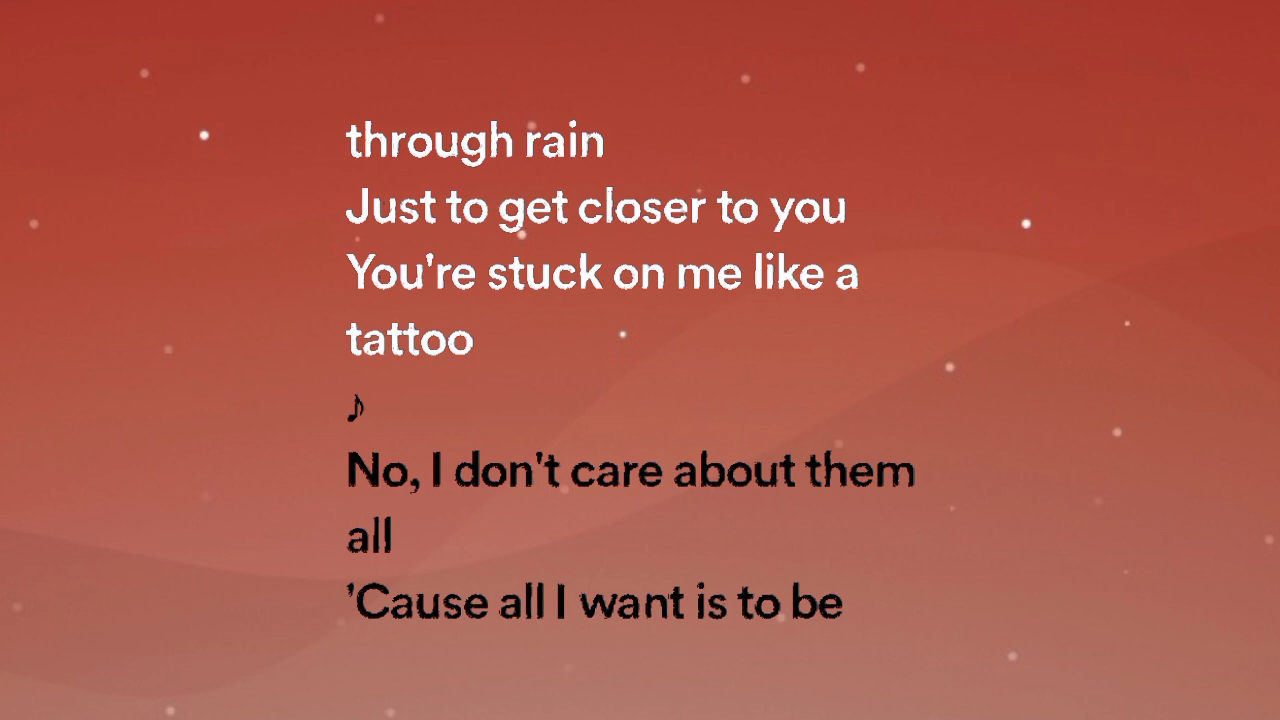 through rain
Just to get closer to you
You're stuck on me like a
tattoo
♪
No, I don't care about them
all
'Cause all I want is to be